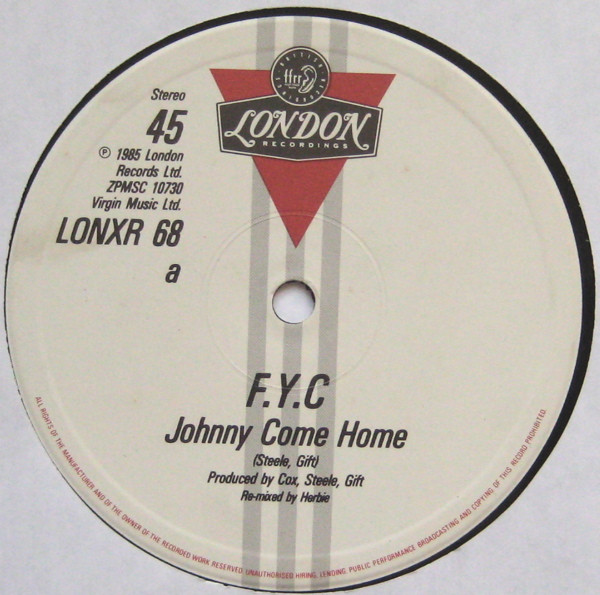 BRITISH
ffrr
LONDON
RECORDINGS
Stereo
45
℗ 1985 London
Records Ltd.
ZPMSC 10730
Virgin Music Ltd.
LONXR 68
a
F.Y.C
Johnny Come Home
(Steele, Gift)
Produced by Cox, Steele, Gift
Re-mixed by Herbie
ALL RIGHTS OF THE MANUFACTURER AND OF THE OWNER OF THE RECORDED WORK RESERVED. UNAUTHORISED HIRING, LENDING, PUBLIC PERFORMANCE BROADCASTING AND COPYING OF THIS RECORD PROHIBITED.